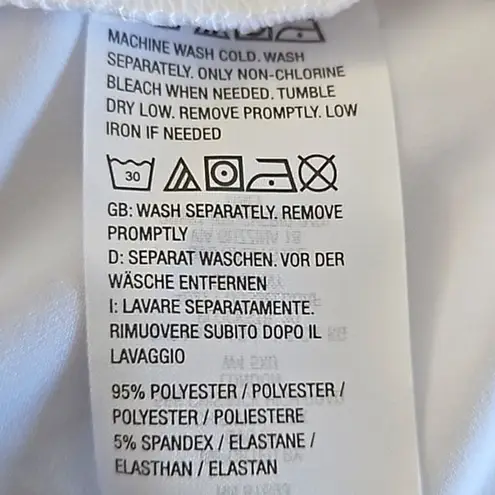 MACHINE WASH COLD. WASH
SEPARATELY. ONLY NON-CHLORINE
BLEACH WHEN NEEDED. TUMBLE
DRY LOW. REMOVE PROMPTLY. LOW
IRON IF NEEDED
30
GB: WASH SEPARATELY. REMOVE
PROMPTLY
D: SEPARAT WASCHEN. VOR DER
WÄSCHE ENTFERNEN
I: LAVARE SEPARATAMENTE.
RIMUOVERE SUBITO DOPO IL
LAVAGGIO
95% POLYESTER / POLYESTER /
POLYESTER / POLIESTERE
5% SPANDEX / ELASTANE /
ELASTHAN / ELASTAN